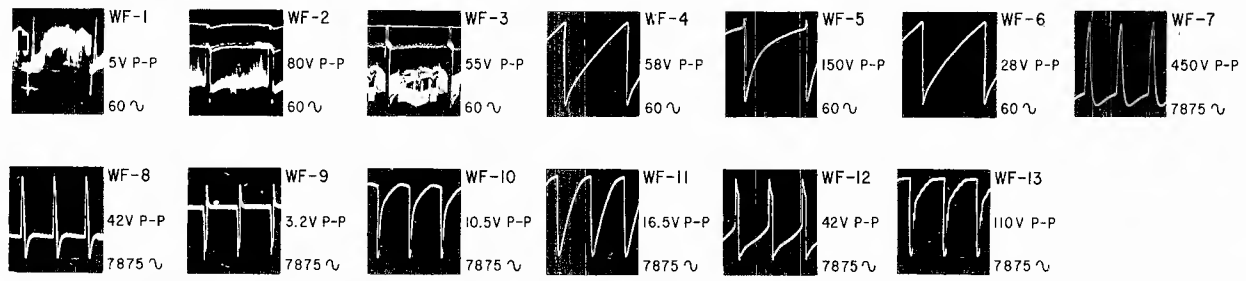 WF-1
5V P-P
60 ∿
WF-2
80V P-P
60 ∿
WF-3
55V P-P
60 ∿
WF-4
58V P-P
60 ∿
WF-5
150V P-P
60 ∿
WF-6
28V P-P
60 ∿
WF-7
450V P-P
7875 ∿
WF-8
42V P-P
7875 ∿
WF-9
3.2V P-P
7875 ∿
WF-10
10.5V P-P
7875 ∿
WF-11
16.5V P-P
7875 ∿
WF-12
42V P-P
7875 ∿
WF-13
110V P-P
7875 ∿